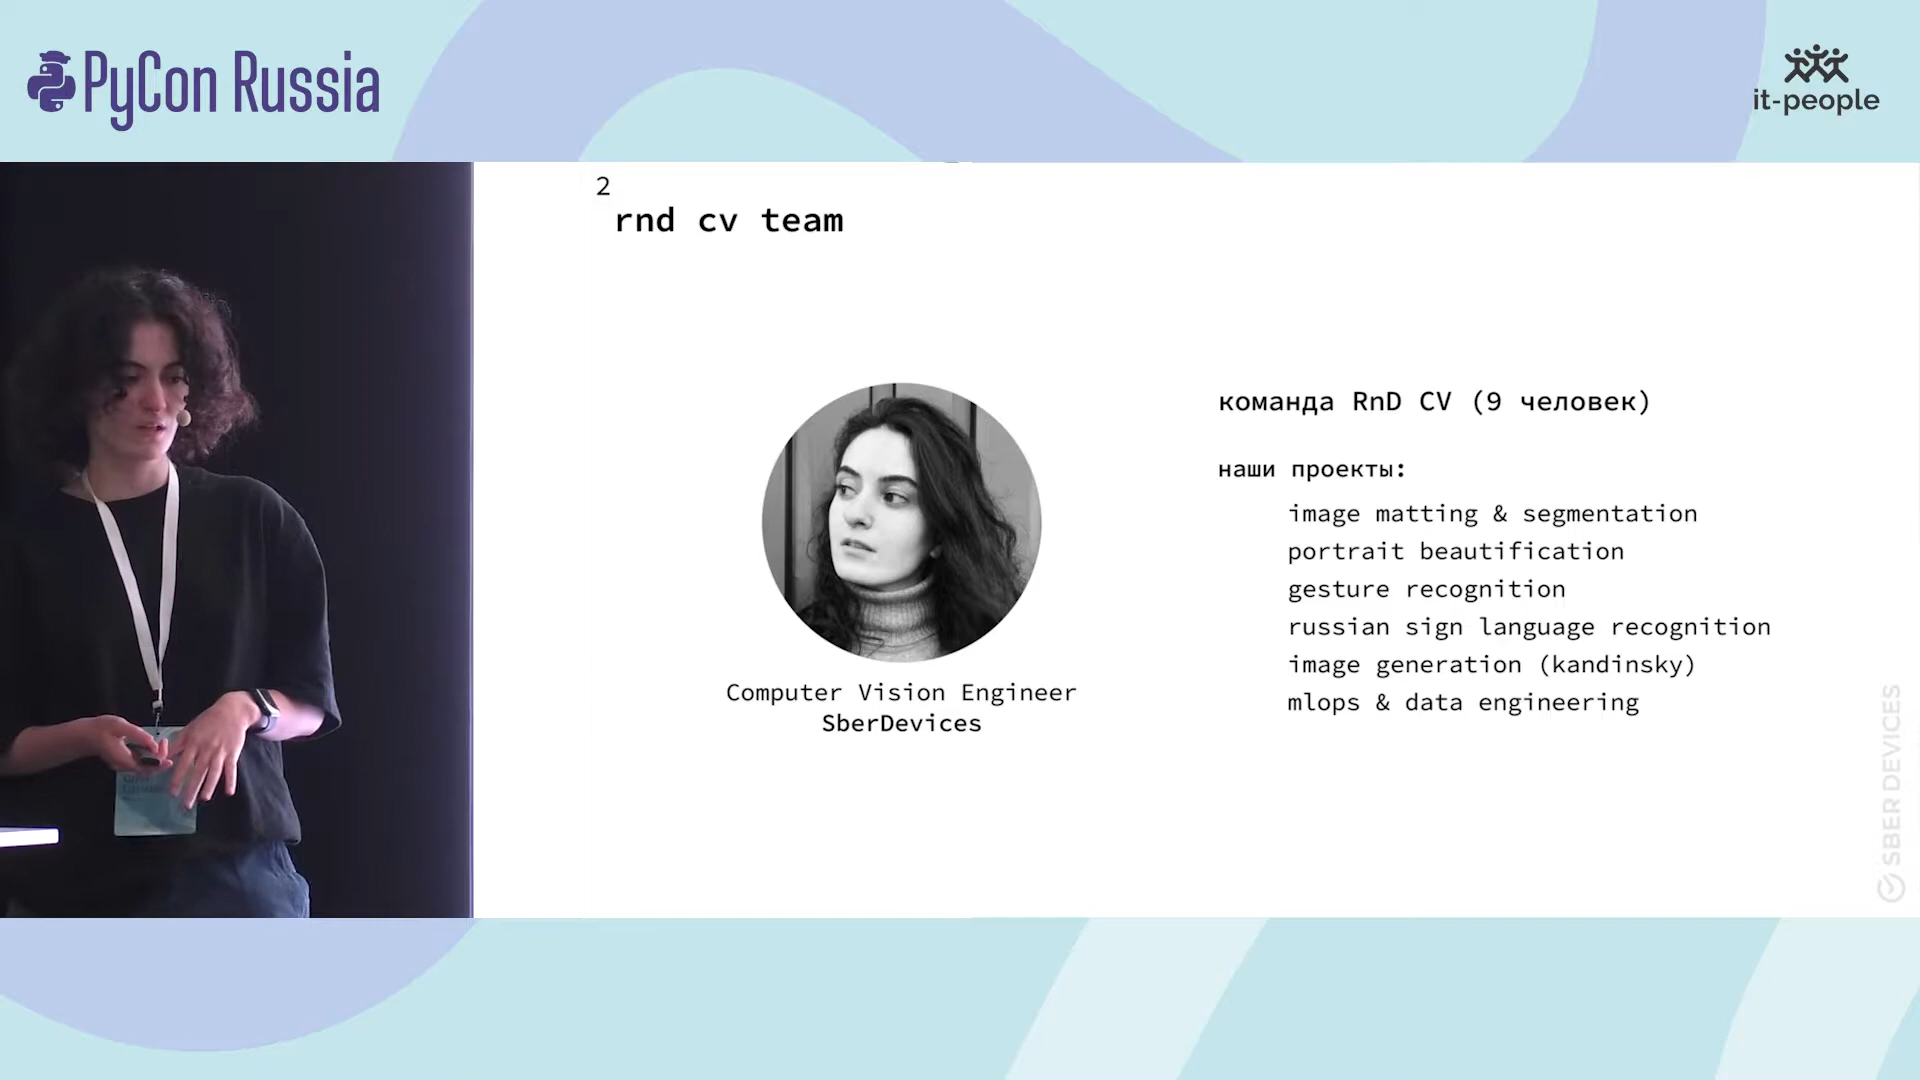 PyCon Russia
it-people
2
rnd cv team
команда RnD CV (9 человек)
наши проекты:
image matting & segmentation
portrait beautification
gesture recognition
russian sign language recognition
image generation (kandinsky)
mlops & data engineering
Computer Vision Engineer
SberDevices
SBER DEVICES